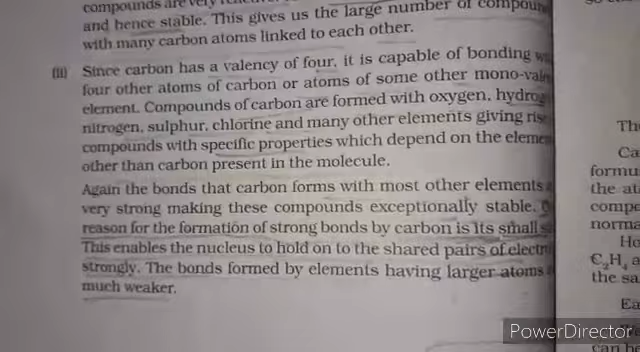 compounds are very
and hence stable. This gives us the large number of
with many carbon atoms linked to each other.
(ii) Since carbon has a valency of four, it is capable of bonding
four other atoms of carbon or atoms of some other
element. Compounds of carbon are formed with oxygen,
nitrogen, sulphur, chlorine and many other elements giving
compounds with specific properties which depend on the
other than carbon present in the molecule.
Again the bonds that carbon forms with most other elements
very strong making these compounds exceptionally stable.
reason for the formation of strong bonds by carbon is its small
This enables the nucleus to hold on to the shared pairs of
strongly. The bonds formed by elements having larger atoms
much weaker.
Ca
formu
the
compo
norma
Ho
the sa
Ea
can be
PowerDirector